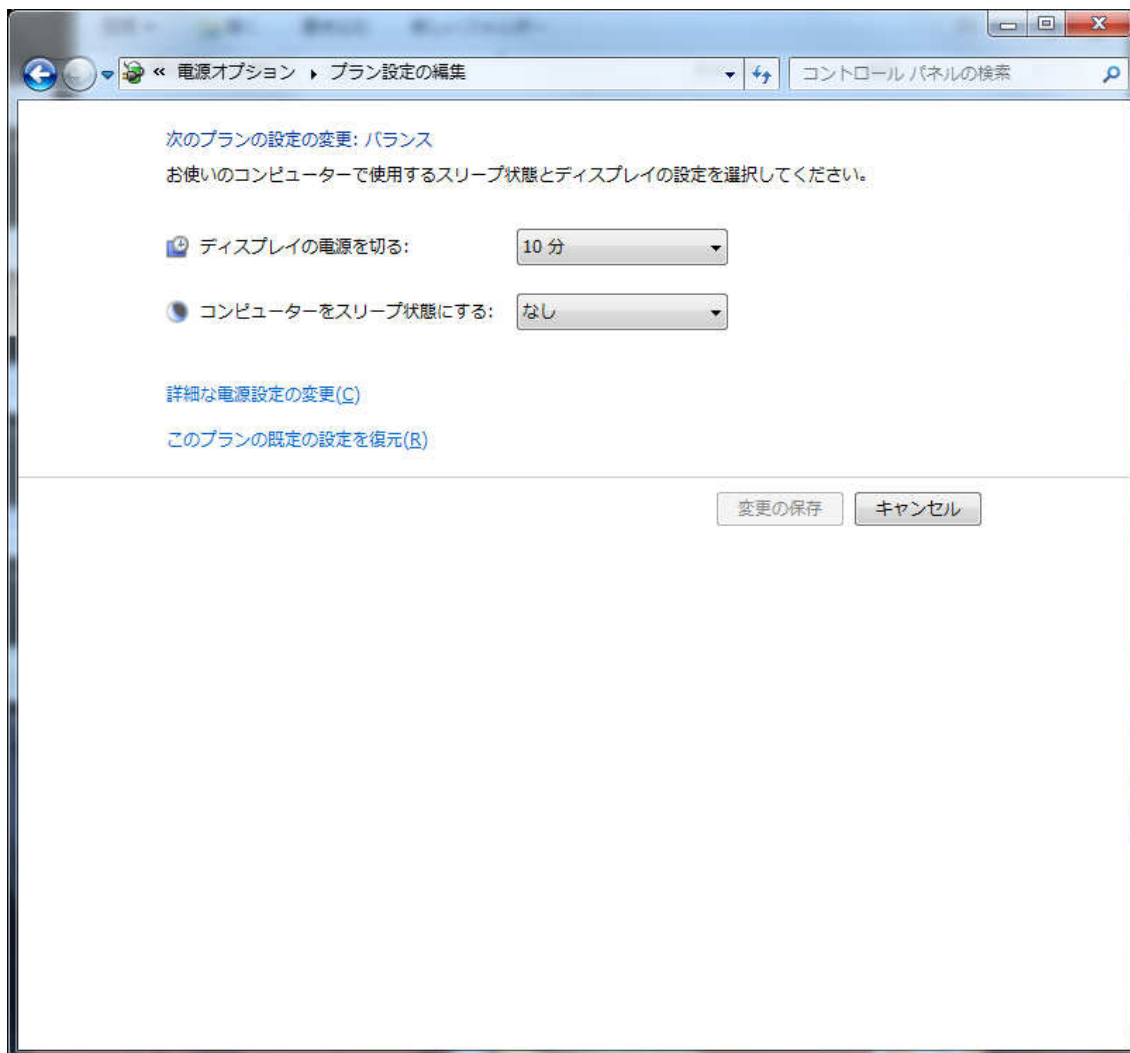 « 電源オプション ▸ プラン設定の編集
コントロール パネルの検索
次のプランの設定の変更: バランス
お使いのコンピューターで使用するスリープ状態とディスプレイの設定を選択してください。
ディスプレイの電源を切る: 10 分
コンピューターをスリープ状態にする: なし
詳細な電源設定の変更(C)
このプランの既定の設定を復元(R)
変更の保存 キャンセル